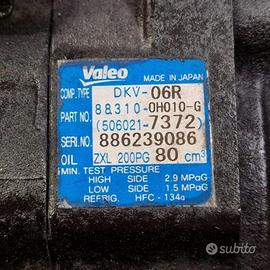 Valeo MADE IN JAPAN
COMP.TYPE DKV-06R
PART NO. 88310-0H010-G
(506021-7372)
SERI.NO. 886239086
OIL ZXL 200PG 80 cm³
MIN. TEST PRESSURE
HIGH SIDE 2.9 MPaG
LOW SIDE 1.5 MPaG
REFRIG. HFC-134a
subito